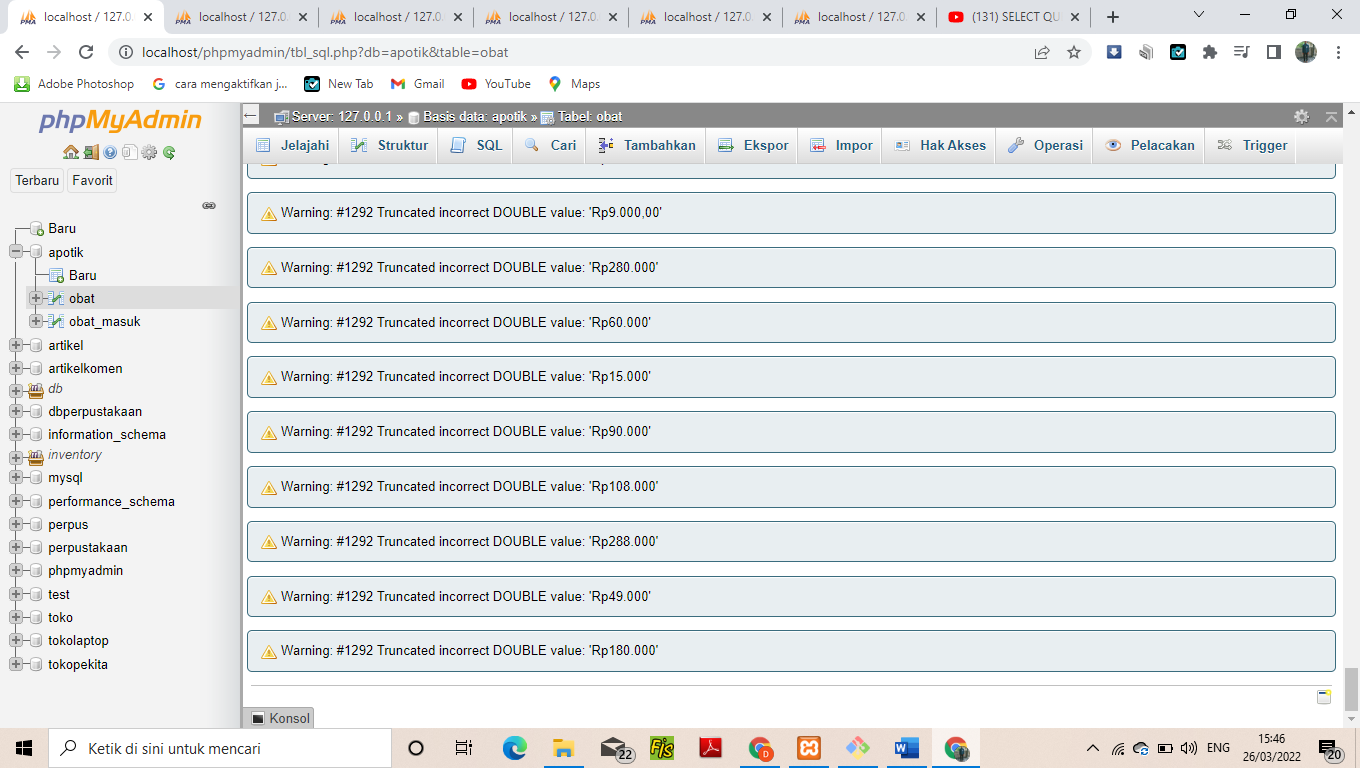 localhost / 127.0.
localhost / 127.0.
localhost / 127.0.
localhost / 127.0.
localhost / 127.0.
localhost / 127.0
(131) SELECT QU
localhost/phpmyadmin/tbl_sql.php?db=apotik&table=obat
Adobe Photoshop
cara mengaktifkan j...
New Tab
Gmail
YouTube
Maps
phpMyAdmin
Terbaru
Favorit
Baru
apotik
Baru
obat
obat_masuk
artikel
artikelkomen
db
dbperpustakaan
information_schema
inventory
mysql
performance_schema
perpus
perpustakaan
phpmyadmin
test
toko
tokolaptop
tokopekita
Server: 127.0.0.1 » Basis data: apotik » Tabel: obat
Jelajahi
Struktur
SQL
Cari
Tambahkan
Ekspor
Impor
Hak Akses
Operasi
Pelacakan
Trigger
Warning: #1292 Truncated incorrect DOUBLE value: 'Rp9.000,00'
Warning: #1292 Truncated incorrect DOUBLE value: 'Rp280.000'
Warning: #1292 Truncated incorrect DOUBLE value: 'Rp60.000'
Warning: #1292 Truncated incorrect DOUBLE value: 'Rp15.000'
Warning: #1292 Truncated incorrect DOUBLE value: 'Rp90.000'
Warning: #1292 Truncated incorrect DOUBLE value: 'Rp108.000'
Warning: #1292 Truncated incorrect DOUBLE value: 'Rp288.000'
Warning: #1292 Truncated incorrect DOUBLE value: 'Rp49.000'
Warning: #1292 Truncated incorrect DOUBLE value: 'Rp180.000'
Konsol
Ketik di sini untuk mencari
22
Fis
D
ENG
15:46
26/03/2022
20